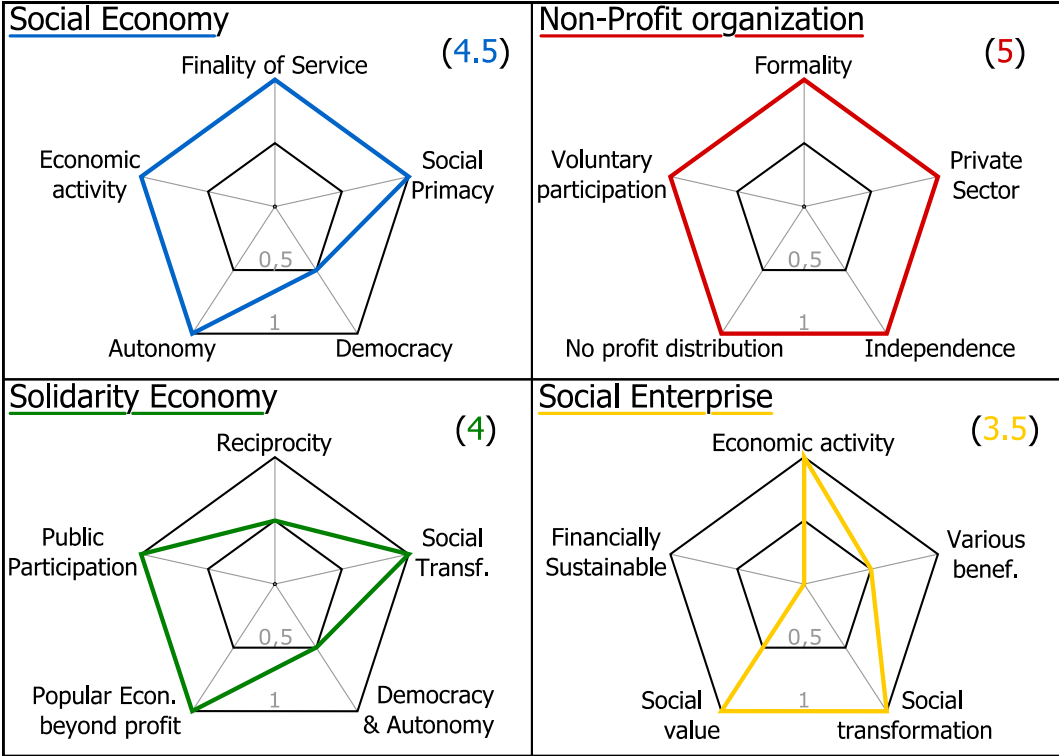 Social Economy
(4.5)
Finality of Service
Economic
activity
Social
Primacy
0,5
1
Autonomy
Democracy
Non-Profit organization
(5)
Formality
Voluntary
participation
Private
Sector
0,5
1
No profit distribution
Independence
Solidarity Economy
(4)
Reciprocity
Public
Participation
Social
Transf.
0,5
1
Popular Econ.
beyond profit
Democracy
& Autonomy
Social Enterprise
(3.5)
Economic activity
Financially
Sustainable
Various
benef.
0,5
1
Social
value
Social
transformation